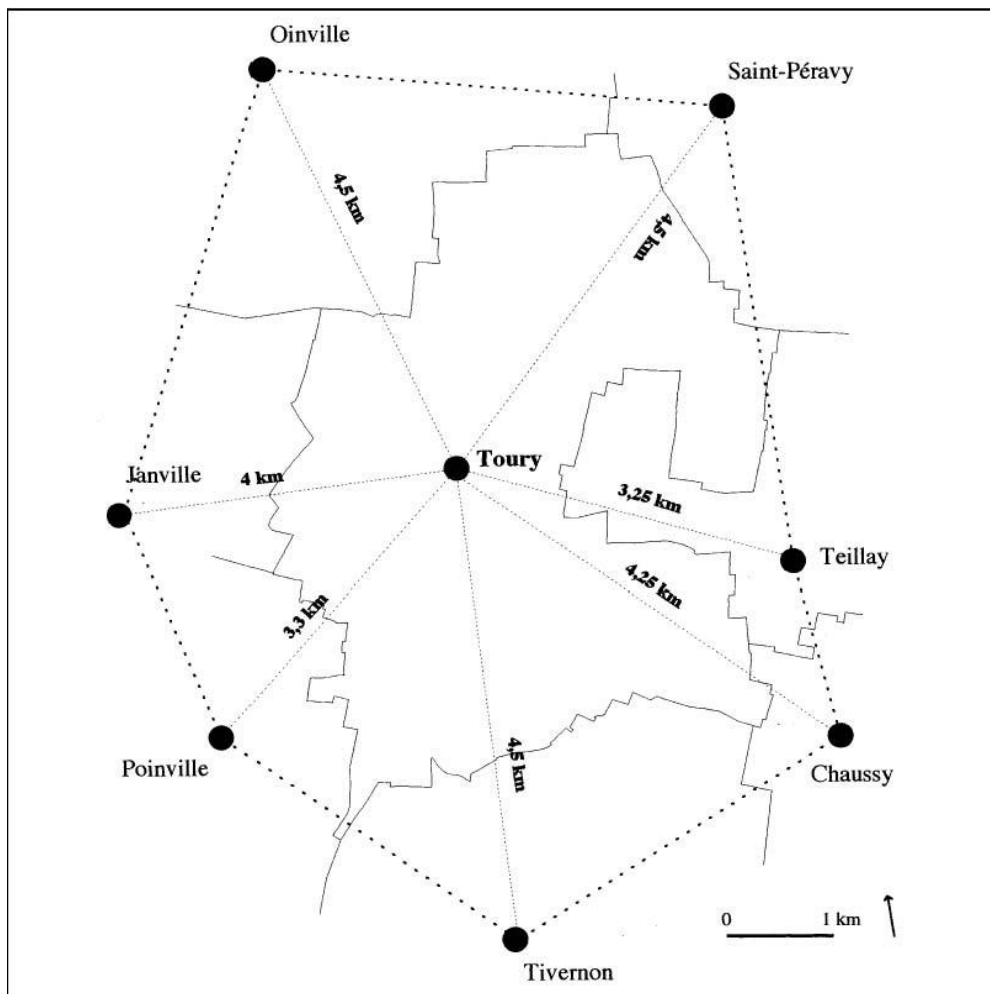 Oinville
Saint-Péravy
4,5 km
4,5 km
Janville
4 km
Toury
3,25 km
Teillay
4,25 km
3,3 km
Poinville
4,5 km
Chaussy
0 1 km
Tivernon